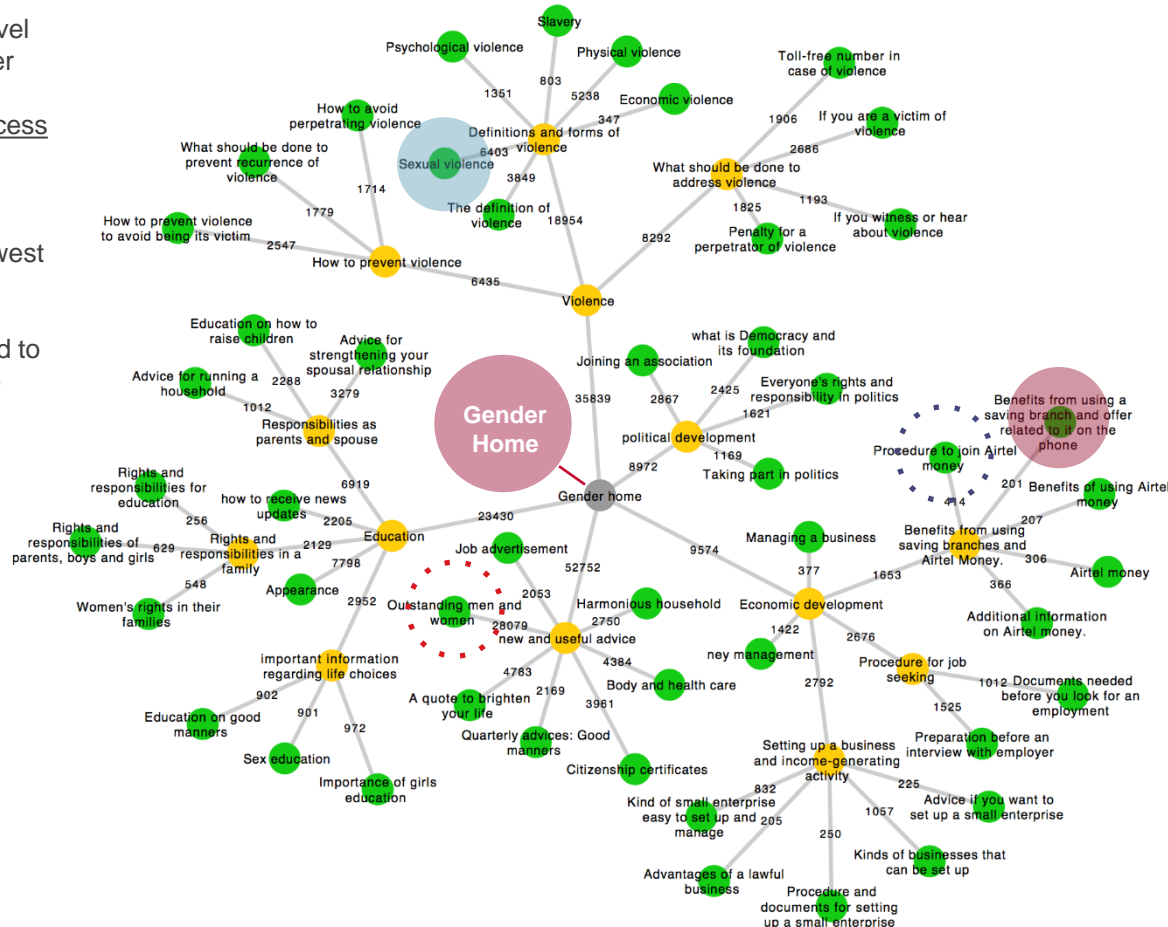 vel
er
cess
west
d to
Slavery
Psychological violence
Physical violence
Toll-free number in
case of violence
803
1351
5238
Economic violence
347
How to avoid
perpetrating violence
Definitions and forms of
violence
1906
If you are a victim of
violence
2686
What should be done to
prevent recurrence of
violence
Sexual violence
6403
What should be done to
address violence
3849
1714
1193
1779
The definition of
violence
18954
1825
If you witness or hear
about violence
How to prevent violence
to avoid being its victim
2547
8292
Penalty for a
perpetrator of violence
How to prevent violence
6435
Violence
Education on how to
raise children
Advice for
strengthening your
spousal relationship
what is Democracy and
its foundation
Joining an association
Advice for running a
household
2288
3279
1012
35839
2867
2425
Everyone's rights and
responsibility in politics
1621
Benefits from using a
saving branch and offer
related to it on the
phone
Gender
Home
Responsibilities as
parents and spouse
political development
1169
Procedure to join Airtel
money
Rights and
responsibilities for
education
6919
8972
Taking part in politics
201
Gender home
Benefits of using Airtel
money
414
how to receive news
updates
256
2205
23430
207
Rights and
responsibilities of
parents, boys and girls
629
Rights and
responsibilities in a
family
2129
Education
Job advertisement
Managing a business
Benefits from using
saving branches and
Airtel Money.
306
548
7798
52752
9574
377
1653
Airtel money
366
2952
2053
Women's rights in their
families
Appearance
Outstanding men and
women
28079
Harmonious household
2750
Economic development
Additional information
on Airtel money.
new and useful advice
1422
2676
important information
regarding life choices
4783
4384
ney management
Procedure for job
seeking
2792
1012
Documents needed
before you look for an
employment
902
901
972
2169
3961
Body and health care
A quote to brighten
your life
1525
Education on good
manners
Quarterly advices: Good
manners
Setting up a business
and income-generating
activity
Preparation before an
interview with employer
Sex education
Citizenship certificates
Importance of girls
education
832
225
Kind of small enterprise
easy to set up and
manage
205
1057
Advice if you want to
set up a small enterprise
250
Kinds of businesses that
can be set up
Advantages of a lawful
business
Procedure and
documents for setting
up a small enterprise